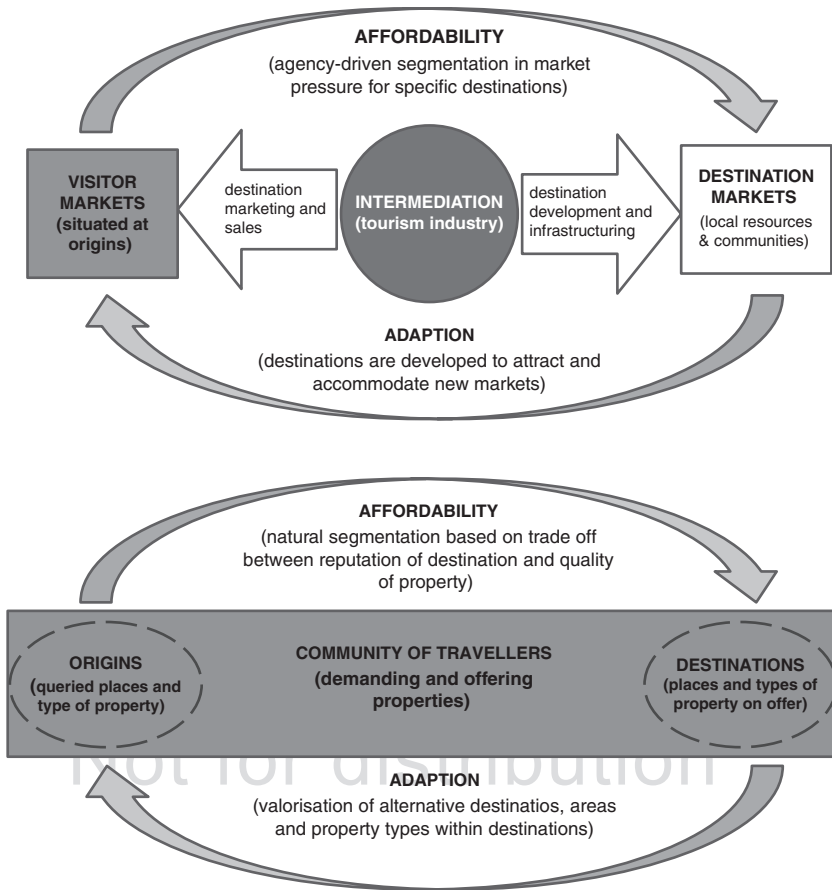 AFFORDABILITY
(agency-driven segmentation in market
pressure for specific destinations)
VISITOR
MARKETS
(situated at
origins)
destination
marketing and
sales
INTERMEDIATION
(tourism industry)
destination
development and
infrastructuring
DESTINATION
MARKETS
(local resources
& communities)
ADAPTION
(destinations are developed to attract and
accommodate new markets)
AFFORDABILITY
(natural segmentation based on trade off
between reputation of destination and quality
of property)
ORIGINS
(queried places and
type of property)
COMMUNITY OF TRAVELLERS
(demanding and offering
properties)
DESTINATIONS
(places and types of
property on offer)
Not for distribution
ADAPTION
(valorisation of alternative destinatios, areas
and property types within destinations)